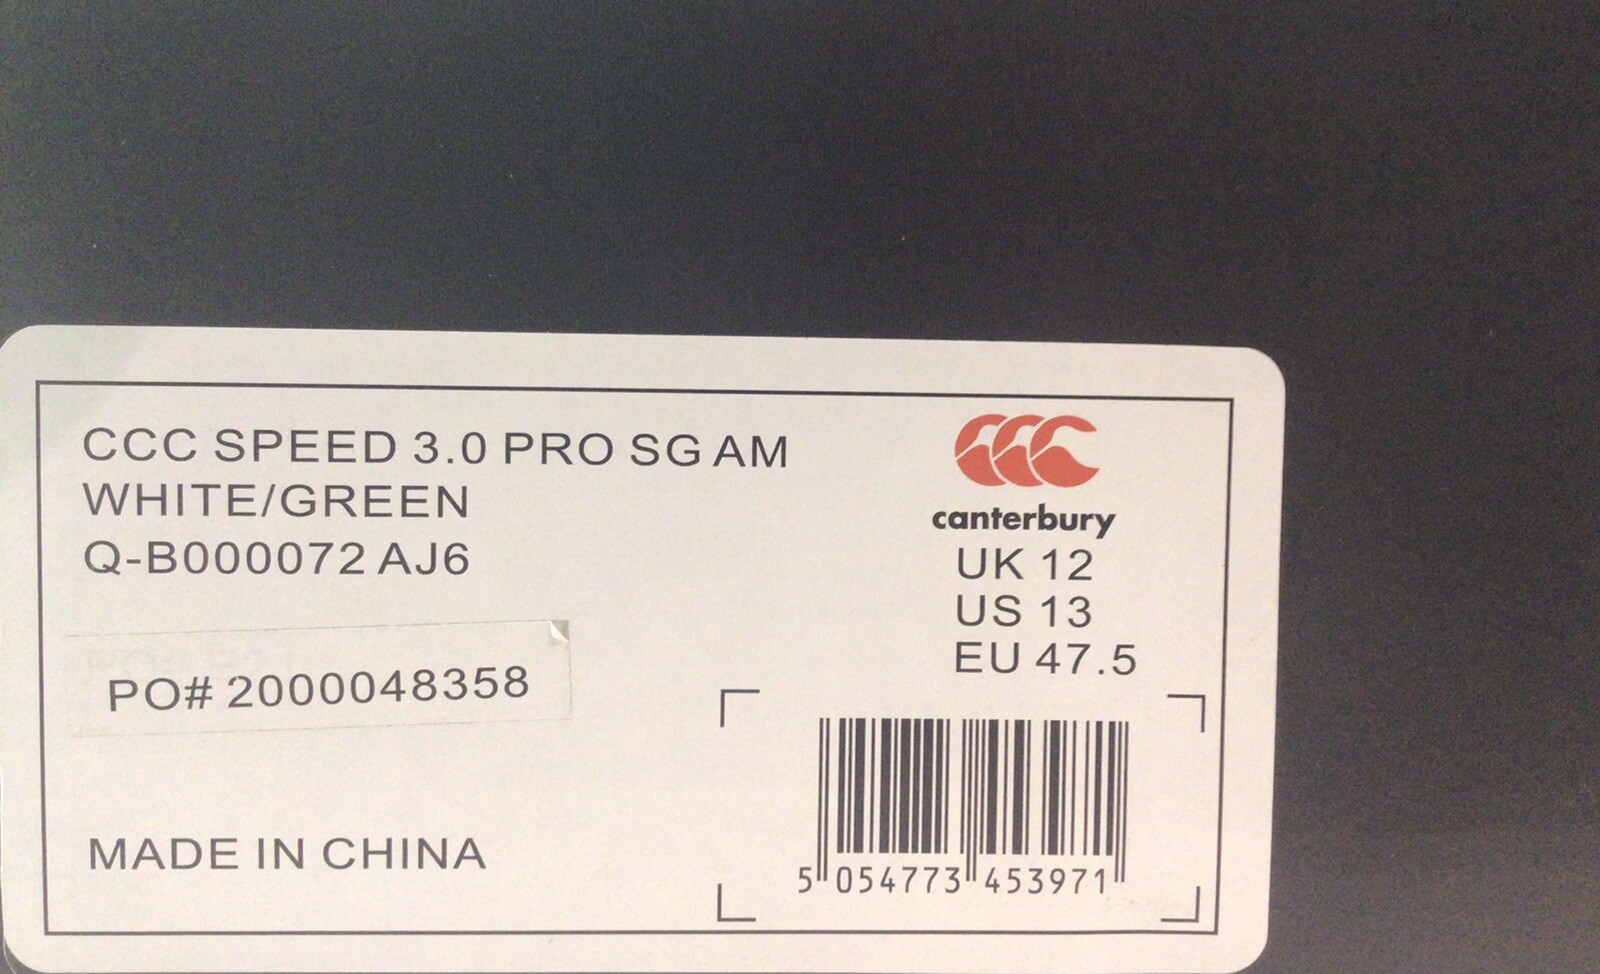 CCC SPEED 3.0 PRO SG AM
WHITE/GREEN
Q-B000072 AJ6
canterbury
UK 12
US 13
EU 47.5
PO# 2000048358
MADE IN CHINA
5 054773 453971